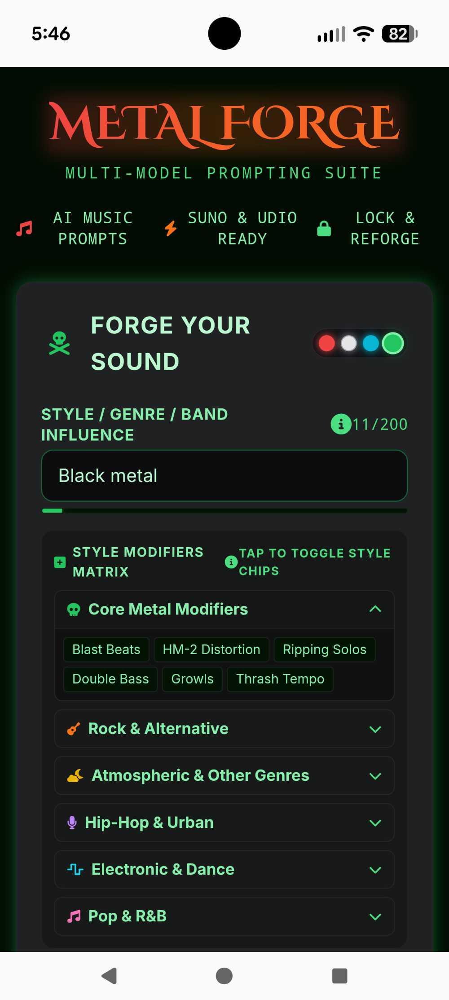 5:46
82
METALFORGE
MULTI-MODEL PROMPTING SUITE
AI MUSIC
PROMPTS
SUNO & UDIO
READY
LOCK &
REFORGE
FORGE YOUR
SOUND
STYLE / GENRE / BAND
INFLUENCE
11/200
Black metal
STYLE MODIFIERS
MATRIX
TAP TO TOGGLE STYLE
CHIPS
Core Metal Modifiers
Blast Beats
HM-2 Distortion
Ripping Solos
Double Bass
Growls
Thrash Tempo
Rock & Alternative
Atmospheric & Other Genres
Hip-Hop & Urban
Electronic & Dance
Pop & R&B